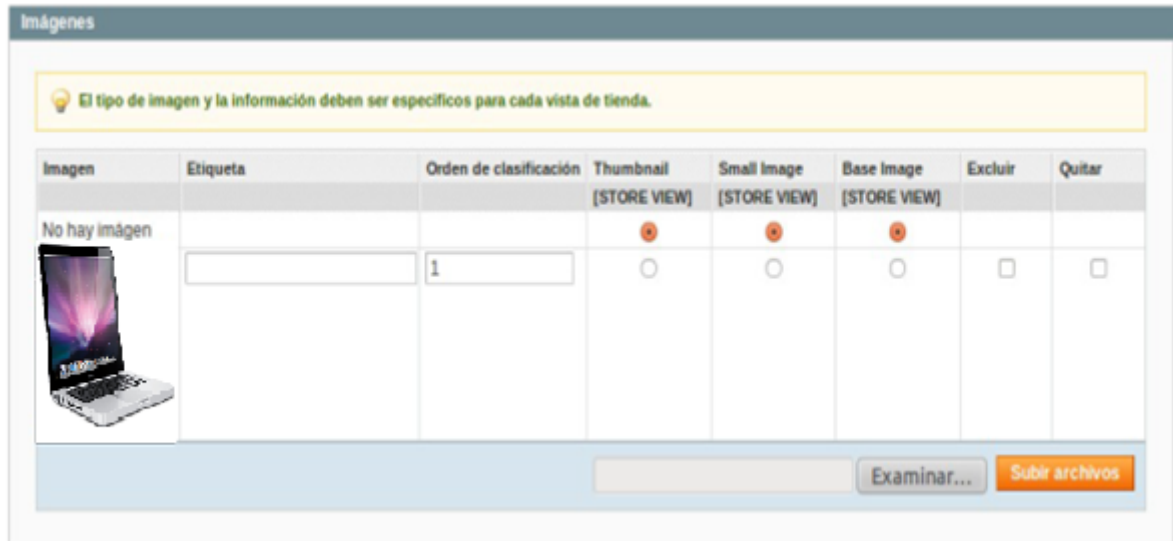 Imágenes
El tipo de imagen y la información deben ser específicos para cada vista de tienda.
Imagen Etiqueta Orden de clasificación Thumbnail Small Image Base Image Excluir Quitar
[STORE VIEW] [STORE VIEW] [STORE VIEW]
No hay imágen
1
Examinar... Subir archivos